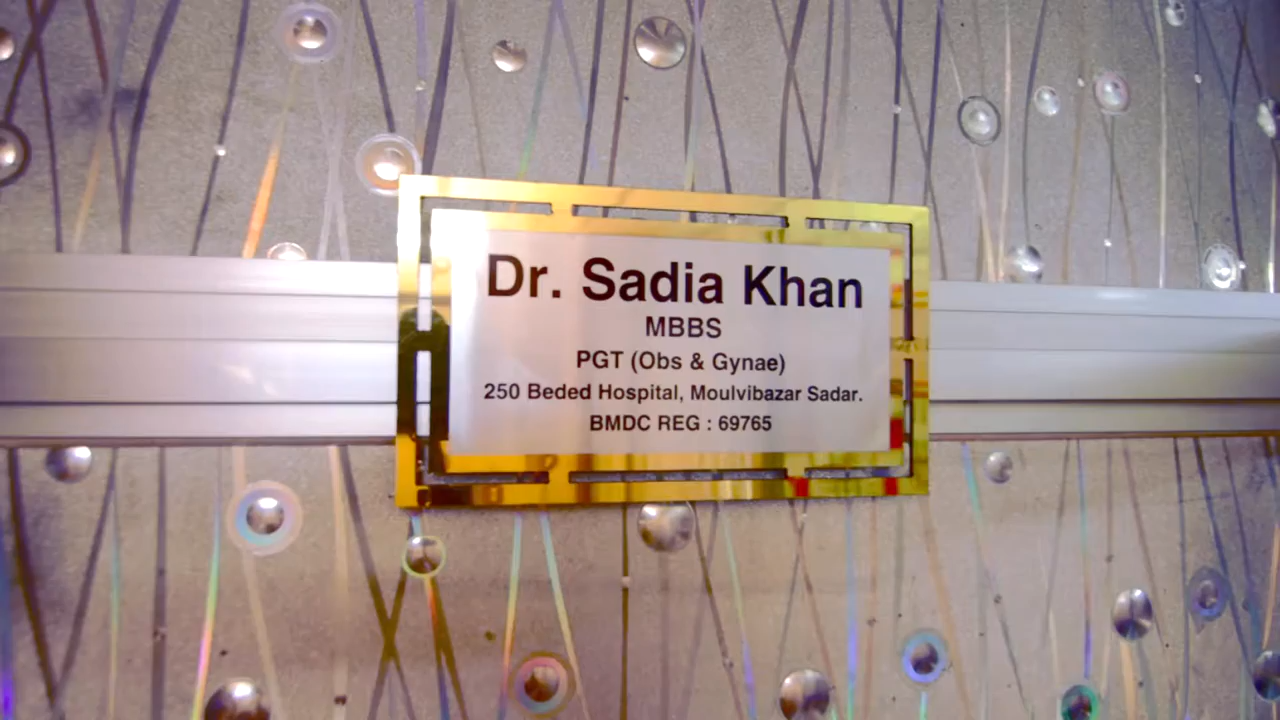 Dr. Sadia Khan
MBBS
PGT (Obs & Gynae)
250 Beded Hospital, Moulvibazar Sadar.
BMDC REG : 69765